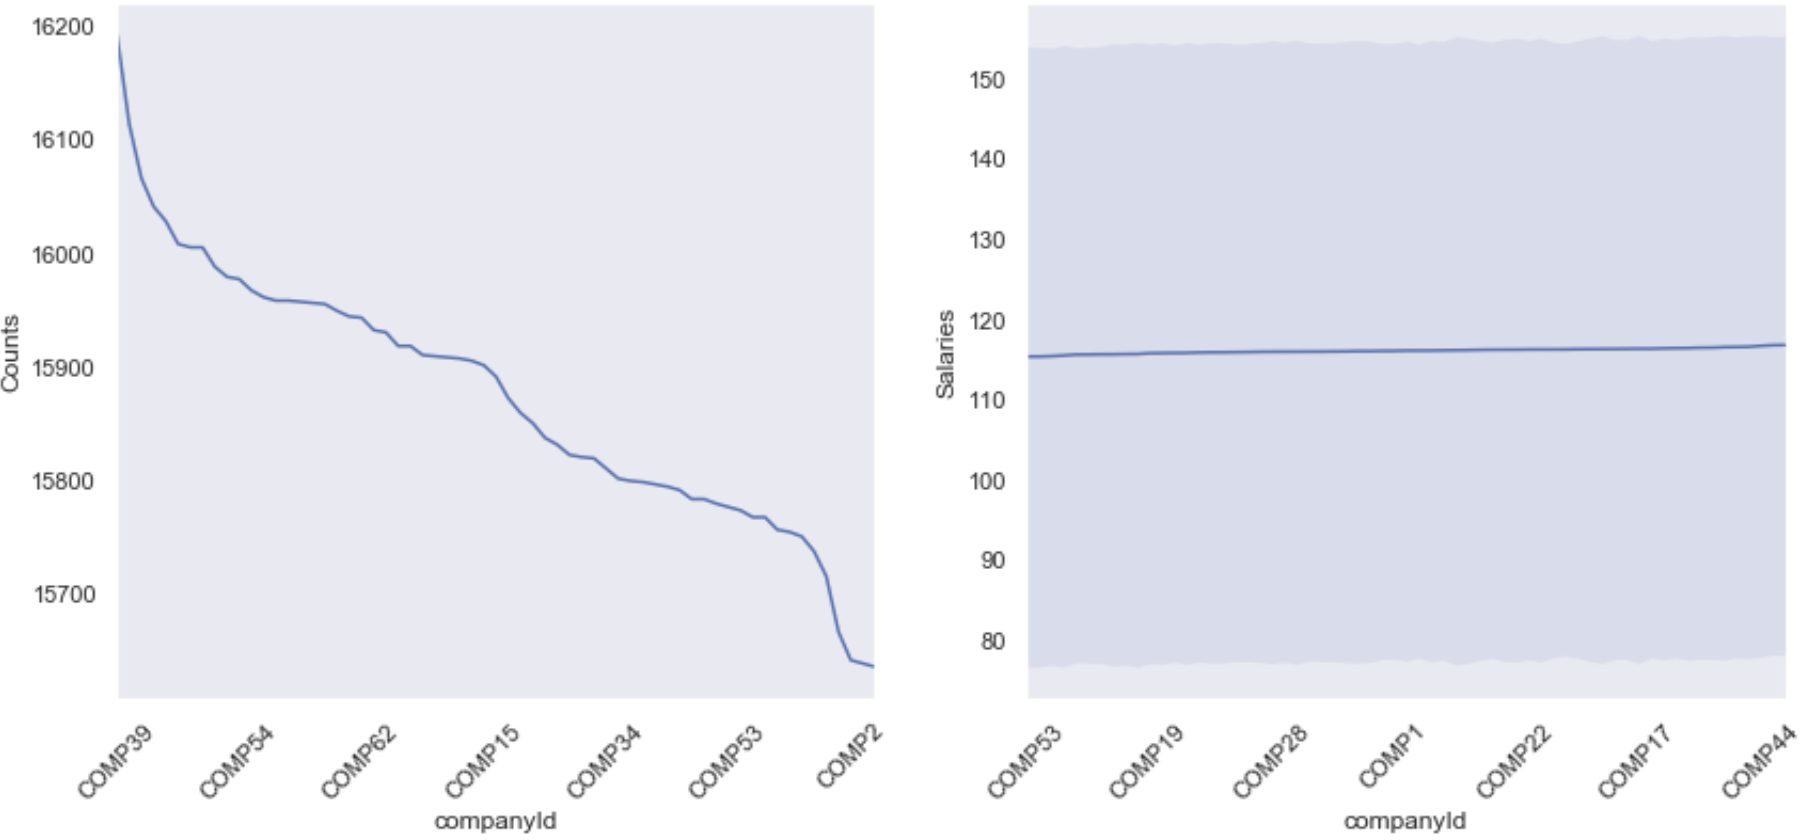 16200
16100
16000
15900
15800
15700
Counts
COMP39
COMP54
COMP62
COMP15
COMP34
COMP53
COMP2
companyId
150
140
130
120
110
100
90
80
Salaries
COMP53
COMP19
COMP28
COMP1
COMP22
COMP17
COMP44
companyId